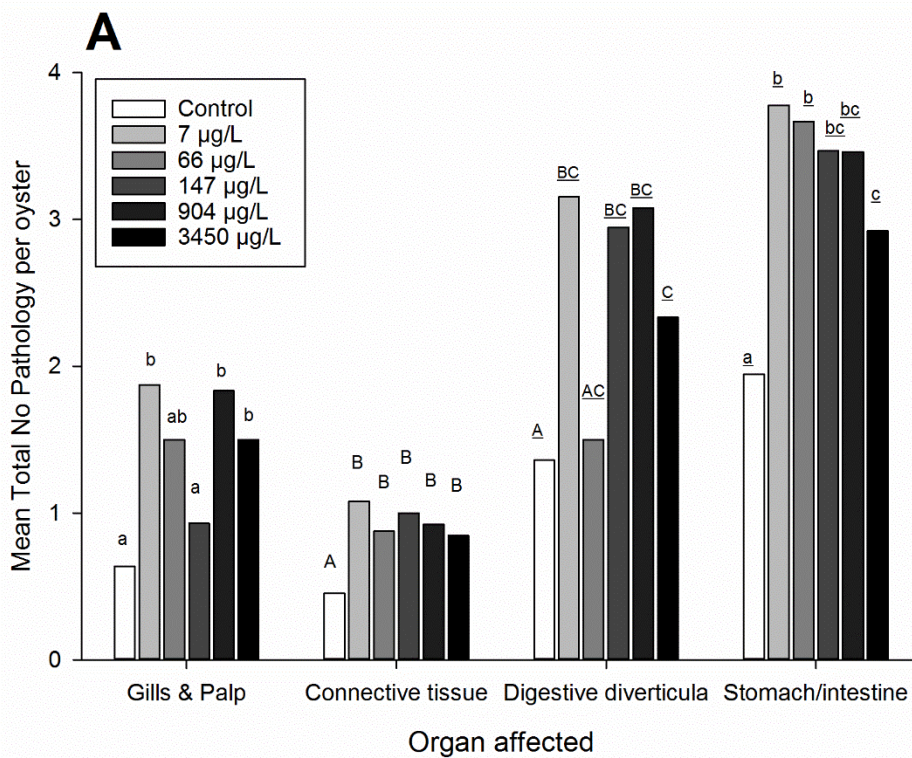 A
4
3
2
1
0
Mean Total No Pathology per oyster
Control
7 µg/L
66 µg/L
147 µg/L
904 µg/L
3450 µg/L
a
b
ab
a
b
b
A
B
B
B
B
B
A
BC
AC
BC
BC
C
a
b
b
bc
bc
c
Gills & Palp
Connective tissue
Digestive diverticula
Stomach/intestine
Organ affected